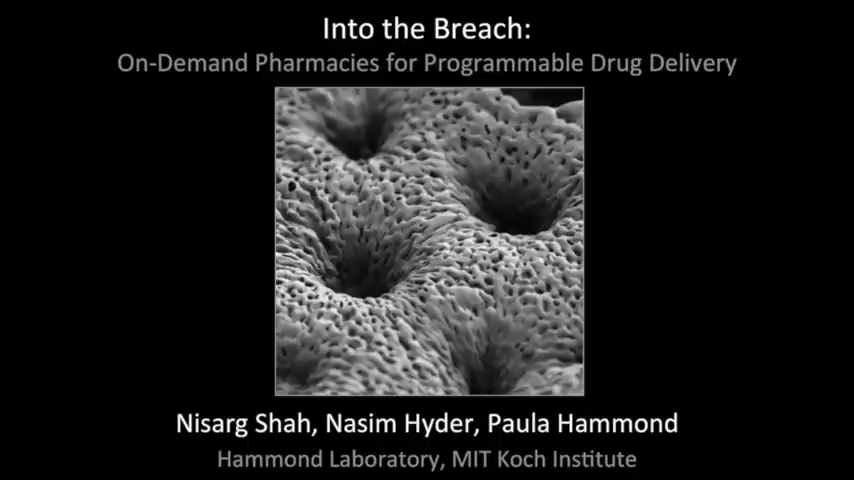 Into the Breach:
On-Demand Pharmacies for Programmable Drug Delivery
Nisarg Shah, Nasim Hyder, Paula Hammond
Hammond Laboratory, MIT Koch Institute